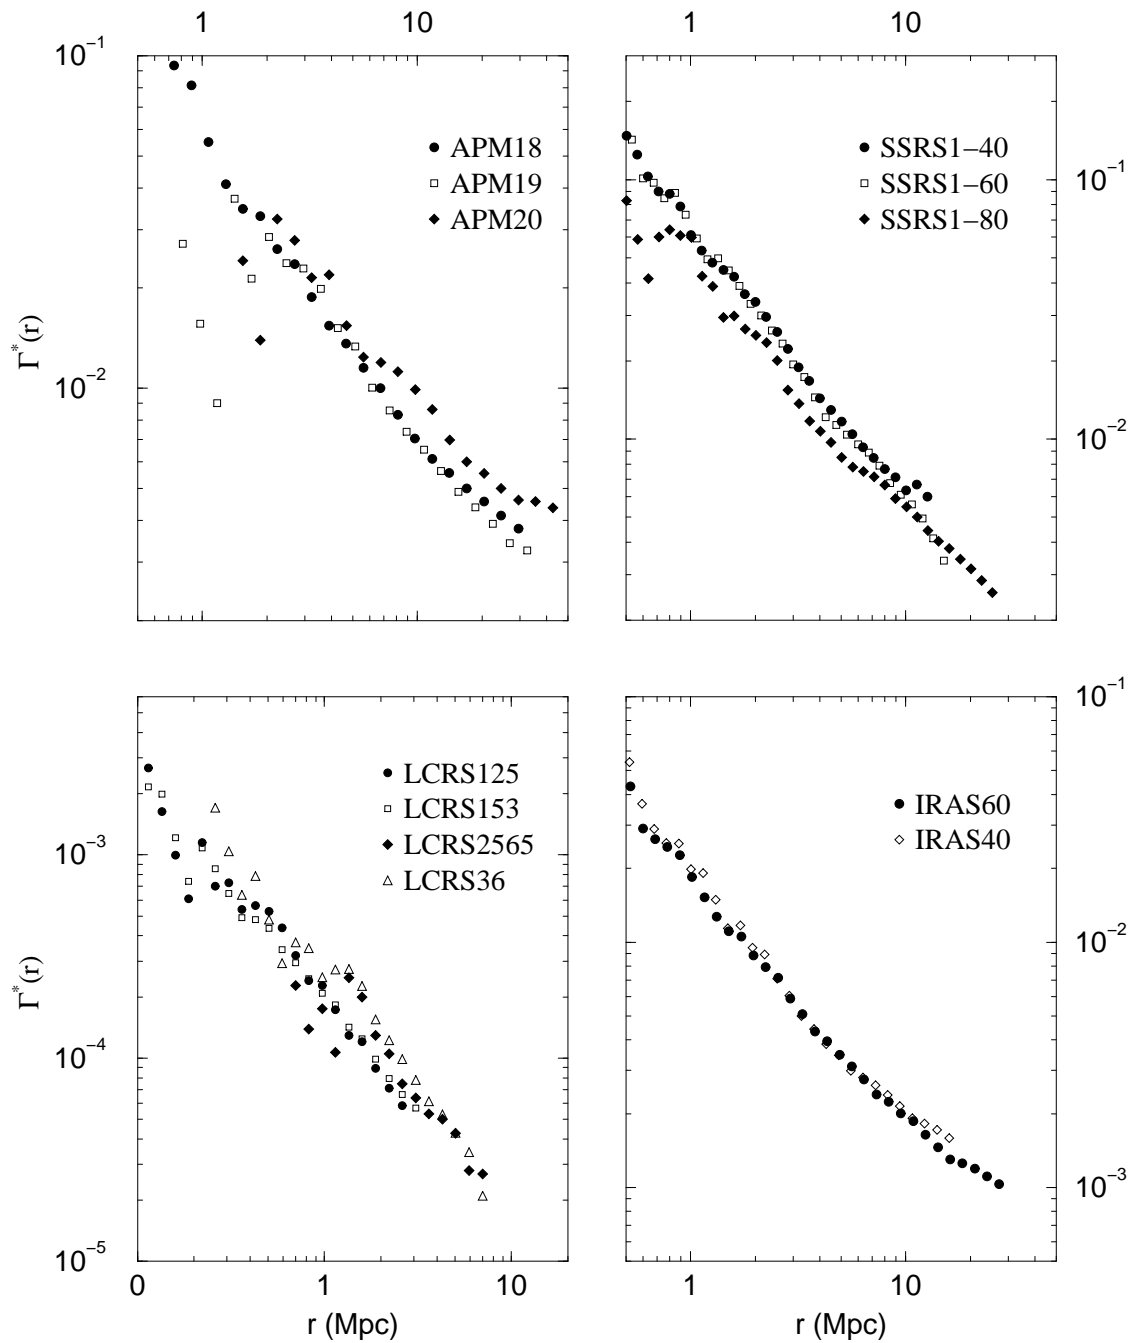 1 10
1 10
10⁻¹
10⁻²
Γ*(r)
APM18
APM19
APM20
SSRS1−40
SSRS1−60
SSRS1−80
10⁻¹
10⁻²
10⁻³
10⁻⁴
10⁻⁵
Γ*(r)
LCRS125
LCRS153
LCRS2565
LCRS36
0 1 10
r (Mpc)
IRAS60
IRAS40
10⁻¹
10⁻²
10⁻³
1 10
r (Mpc)